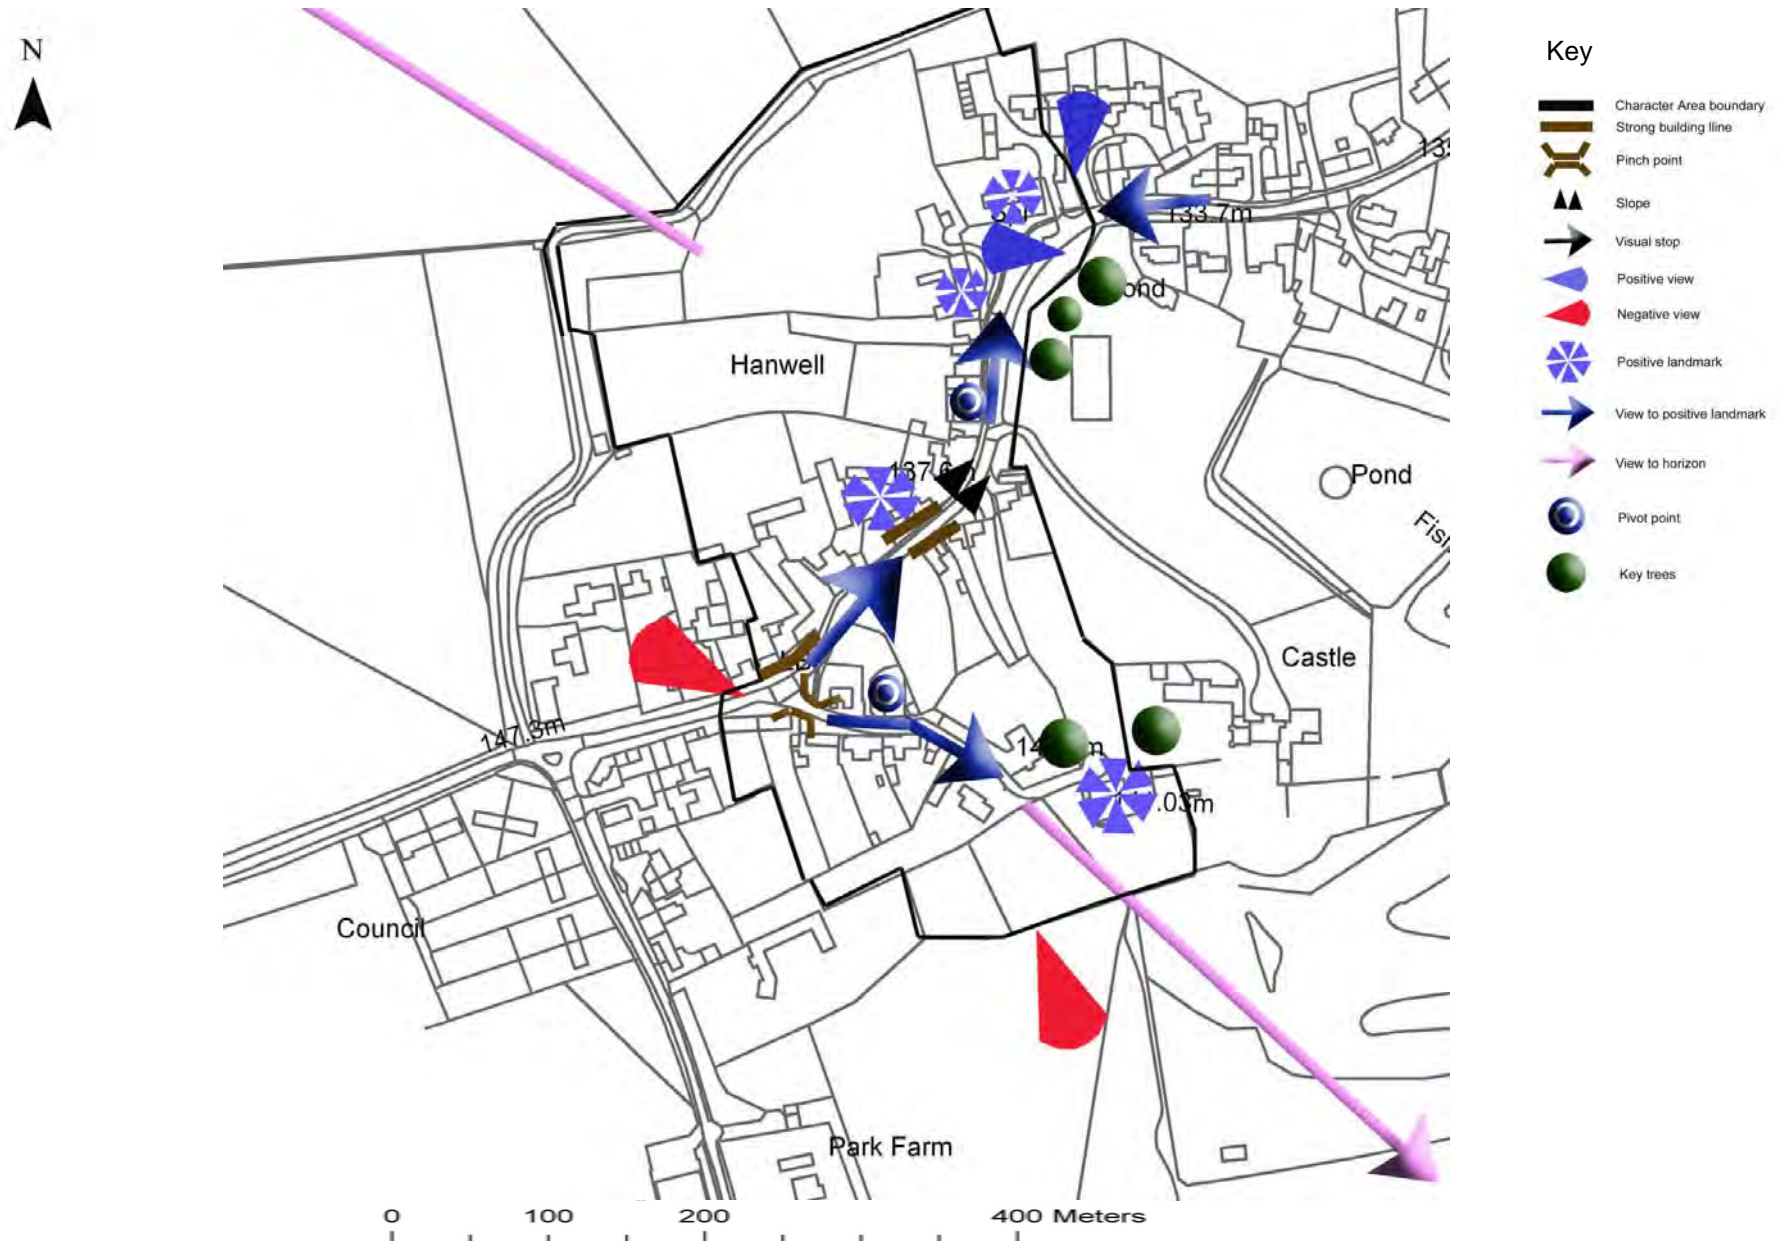 N
Key
Character Area boundary
Strong building lline
Pinch point
Slope
Visual stop
Positive view
Negative view
Positive landmark
View to positive landmark
View to horizon
Pivot point
Key trees
133.7m
Hanwell
Pond
Castle
147.3m
Council
Park Farm
0 100 200 400 Meters